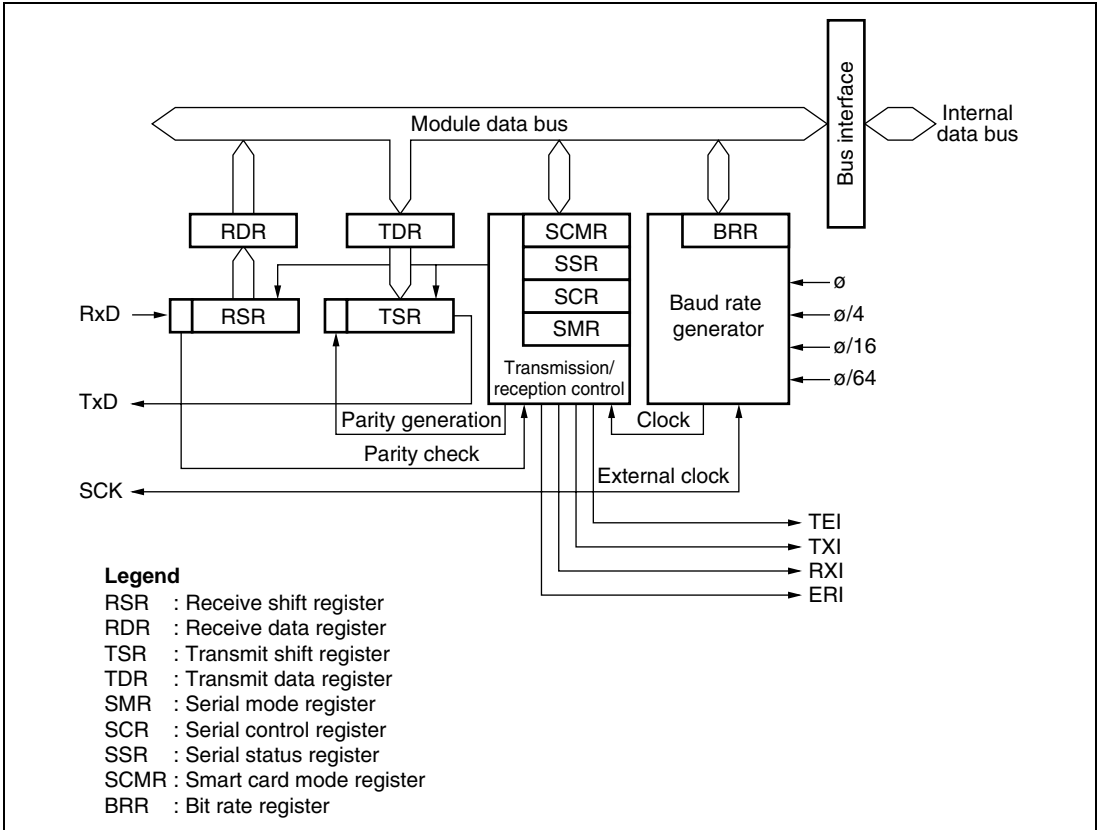 Module data bus
Bus interface
Internal
data bus
RDR
TDR
SCMR
BRR
SSR
SCR
SMR
RxD
RSR
TSR
Baud rate
generator
ø
ø/4
ø/16
ø/64
Transmission/
reception control
TxD
Parity generation
Clock
Parity check
External clock
SCK
TEI
TXI
RXI
ERI
Legend
RSR : Receive shift register
RDR : Receive data register
TSR : Transmit shift register
TDR : Transmit data register
SMR : Serial mode register
SCR : Serial control register
SSR : Serial status register
SCMR : Smart card mode register
BRR : Bit rate register